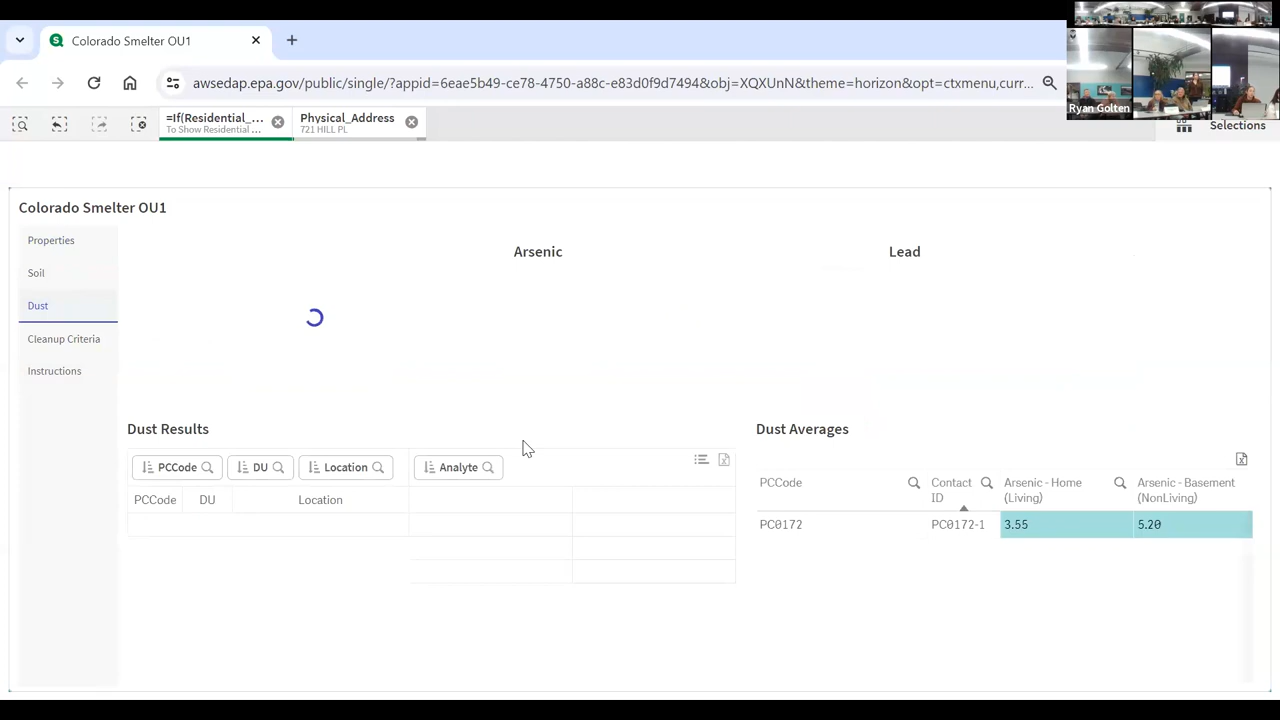 Colorado Smelter OU1
awsedap.epa.gov/public/single/?appid=6eae5b49-ce78-4750-a88c-e83d0f9d7494&obj=XQXUnN&theme=horizon&opt=ctxmenu,curr...
Ryan Golten
=If(Residential_...
To Show Residential ...
Physical_Address
721 HILL PL
Selections
Colorado Smelter OU1
Properties
Soil
Dust
Cleanup Criteria
Instructions
Arsenic
Lead
Dust Results
PCCode
DU
Location
Analyte
PCCode DU Location
Dust Averages
PCCode
Contact ID
Arsenic - Home (Living)
Arsenic - Basement (NonLiving)
PC0172 PC0172-1 3.55 5.20